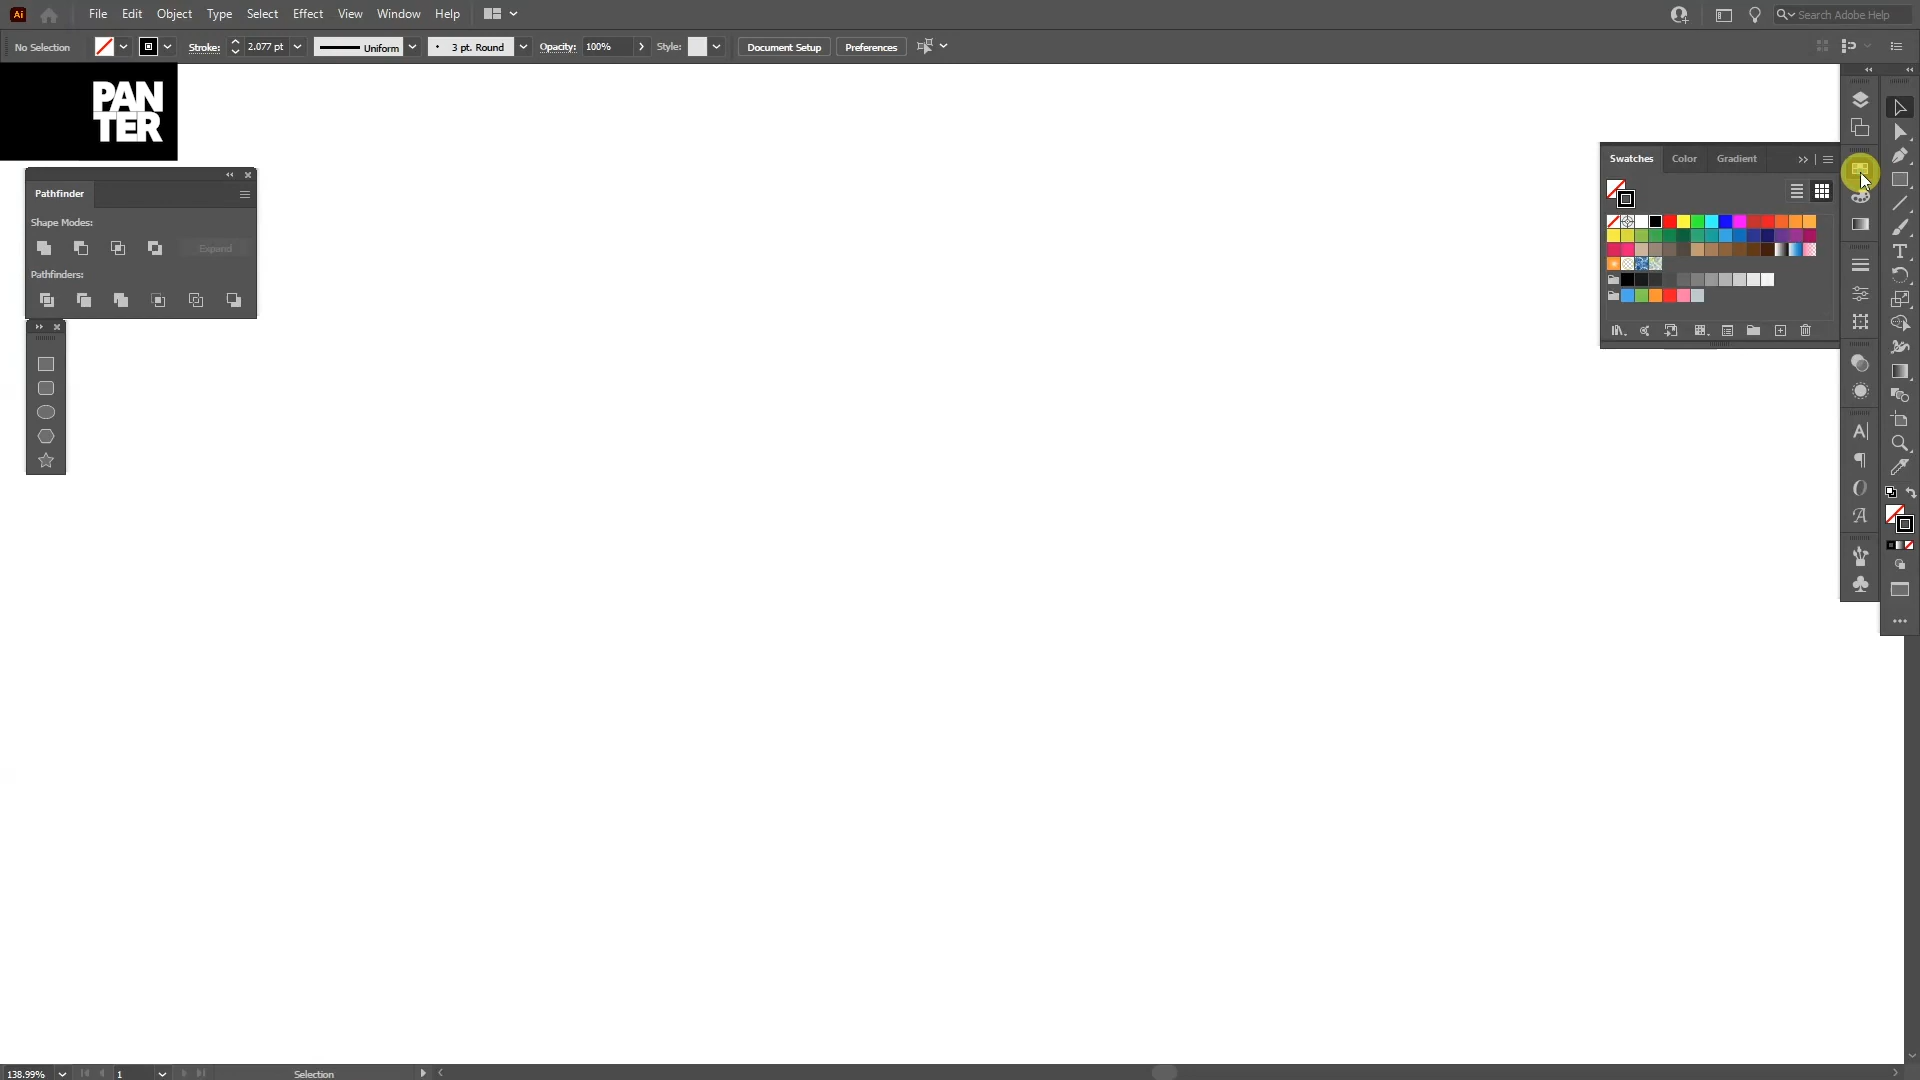 Ai File Edit Object Type Select Effect View Window Help Search Adobe Help
No Selection Stroke: 2.077 pt Uniform 3 pt. Round Opacity: 100% Style: Document Setup Preferences
PAN
TER
Swatches Color Gradient
Pathfinder
Shape Modes:
Expand
Pathfinders:
138.99% 1 Selection